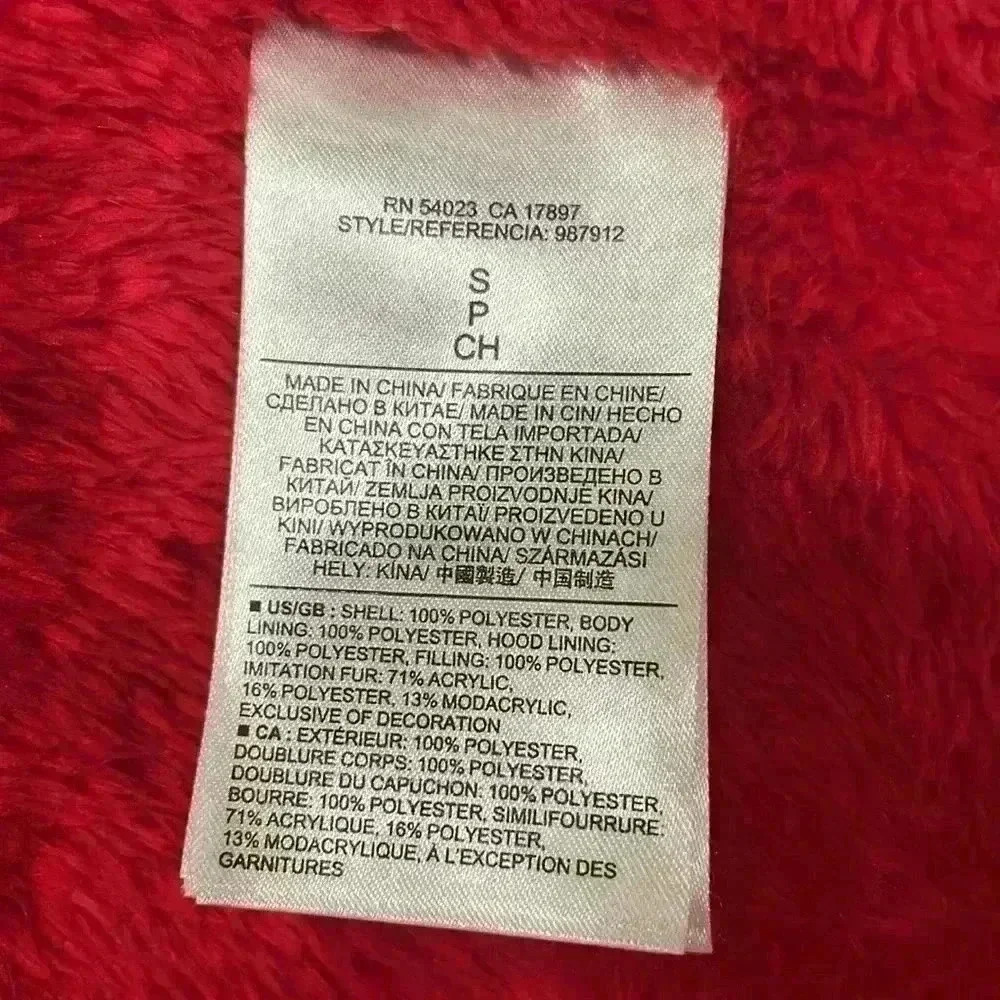 RN 54023 CA 17897
STYLE/REFERENCIA: 987912
S
P
CH
MADE IN CHINA/ FABRIQUE EN CHINE/
СДЕЛАНО В КИТАЕ/ MADE IN CIN/ HECHO
EN CHINA CON TELA IMPORTADA/
ΚΑΤΑΣΚΕΥΑΣΤΗΚΕ ΣΤΗΝ ΚΙΝΑ/
FABRICAT ÎN CHINA/ ПРОИЗВЕДЕНО В
КИТАЙ/ ZEMLJA PROIZVODNJE KINA/
ВИРОБЛЕНО В КИТАЇ/ PROIZVEDENO U
KINI/ WYPRODUKOWANO W CHINACH/
FABRICADO NA CHINA/ SZÁRMAZÁSI
HELY: KÍNA/ 中國製造/ 中国制造
■ US/GB : SHELL: 100% POLYESTER, BODY
LINING: 100% POLYESTER, HOOD LINING:
100% POLYESTER, FILLING: 100% POLYESTER,
IMITATION FUR: 71% ACRYLIC,
16% POLYESTER, 13% MODACRYLIC,
EXCLUSIVE OF DECORATION
■ CA : EXTÉRIEUR: 100% POLYESTER,
DOUBLURE CORPS: 100% POLYESTER,
DOUBLURE DU CAPUCHON: 100% POLYESTER,
BOURRE: 100% POLYESTER, SIMILIFOURRURE:
71% ACRYLIQUE, 16% POLYESTER,
13% MODACRYLIQUE, À L'EXCEPTION DES
GARNITURES